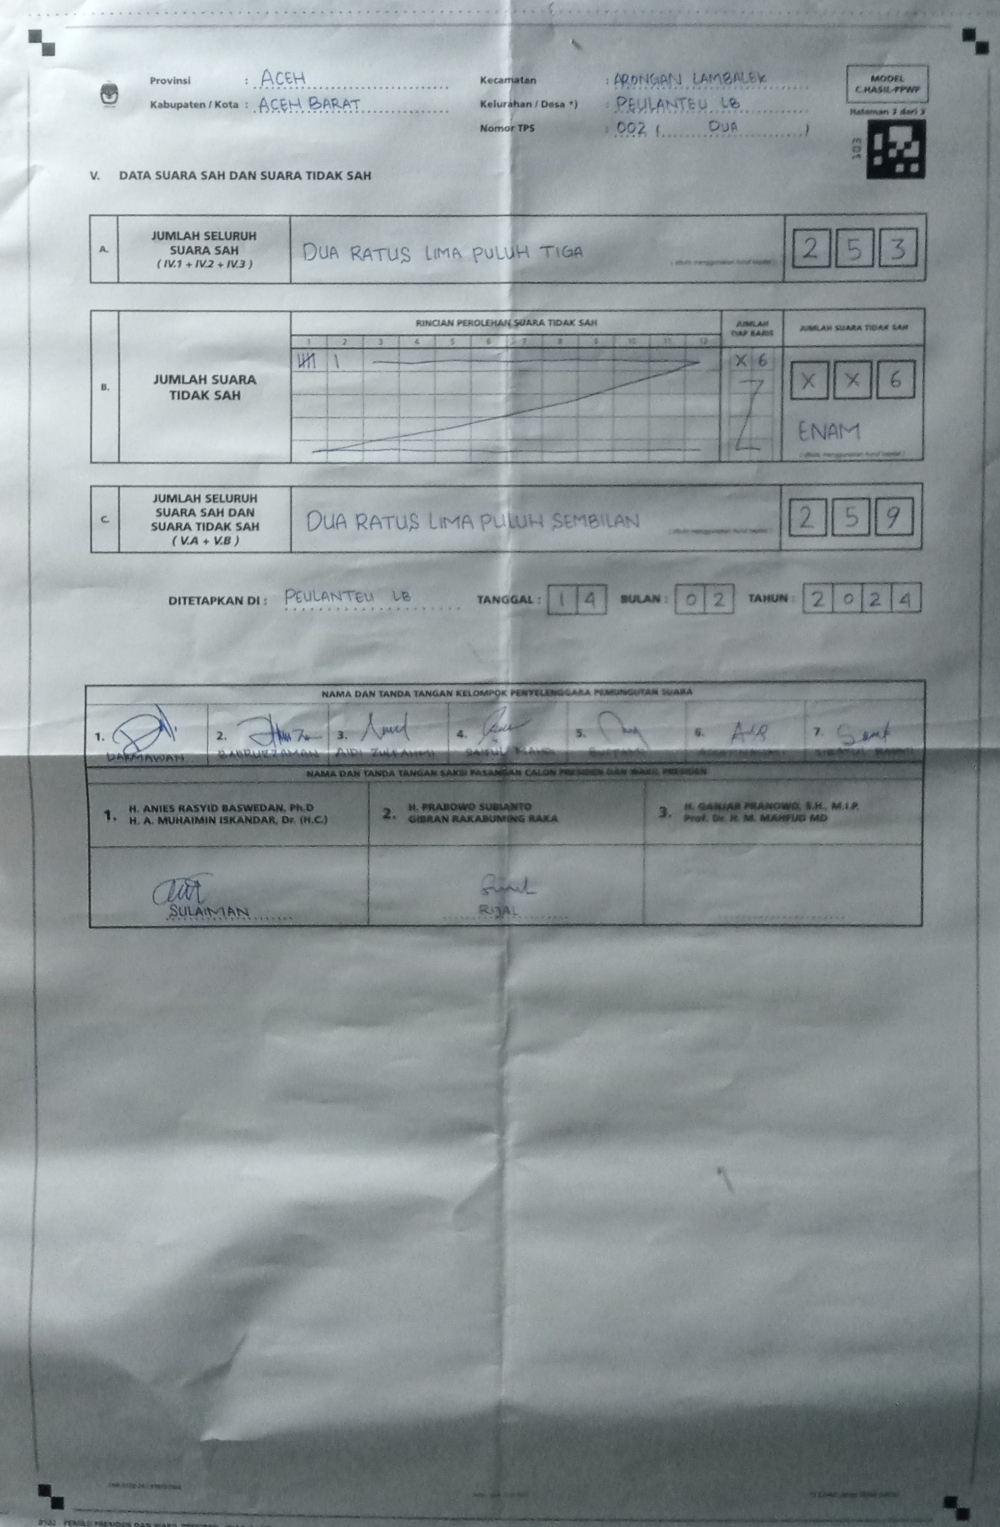 Provinsi : ACEH
Kabupaten / Kota : ACEH BARAT
Kecamatan : ARONGAN LAMBALEK
Kelurahan / Desa *) : PEULANTEU LB
Nomor TPS : 002 ( DUA )
MODEL
C.HASIL-PPWP
Halaman 3 dari 3
V. DATA SUARA SAH DAN SUARA TIDAK SAH
A. JUMLAH SELURUH SUARA SAH ( IV.1 + IV.2 + IV.3 ) DUA RATUS LIMA PULUH TIGA 2 5 3
B. JUMLAH SUARA TIDAK SAH
RINCIAN PEROLEHAN SUARA TIDAK SAH
JUMLAH TIAP BARIS
JUMLAH SUARA TIDAK SAH
1 2 3 4 5 6 7 8 9 10 11 12
X 6
X X 6
ENAM
C. JUMLAH SELURUH SUARA SAH DAN SUARA TIDAK SAH ( V.A + V.B ) DUA RATUS LIMA PULUH SEMBILAN 2 5 9
DITETAPKAN DI : PEULANTEU LB TANGGAL : 1 4 BULAN : 0 2 TAHUN : 2 0 2 4
NAMA DAN TANDA TANGAN KELOMPOK PENYELENGGARA PEMUNGUTAN SUARA
1. 2. 3. 4. 5. 6. 7.
DARMAWAN
NAMA DAN TANDA TANGAN SAKSI PASANGAN CALON PRESIDEN DAN WAKIL PRESIDEN
1. H. ANIES RASYID BASWEDAN, Ph.D
H. A. MUHAIMIN ISKANDAR, Dr. (H.C.)
2. H. PRABOWO SUBIANTO
GIBRAN RAKABUMING RAKA
3. H. GANJAR PRANOWO, S.H., M.I.P.
Prof. Dr. H. M. MAHFUD MD
SULAIMAN
RIJAL